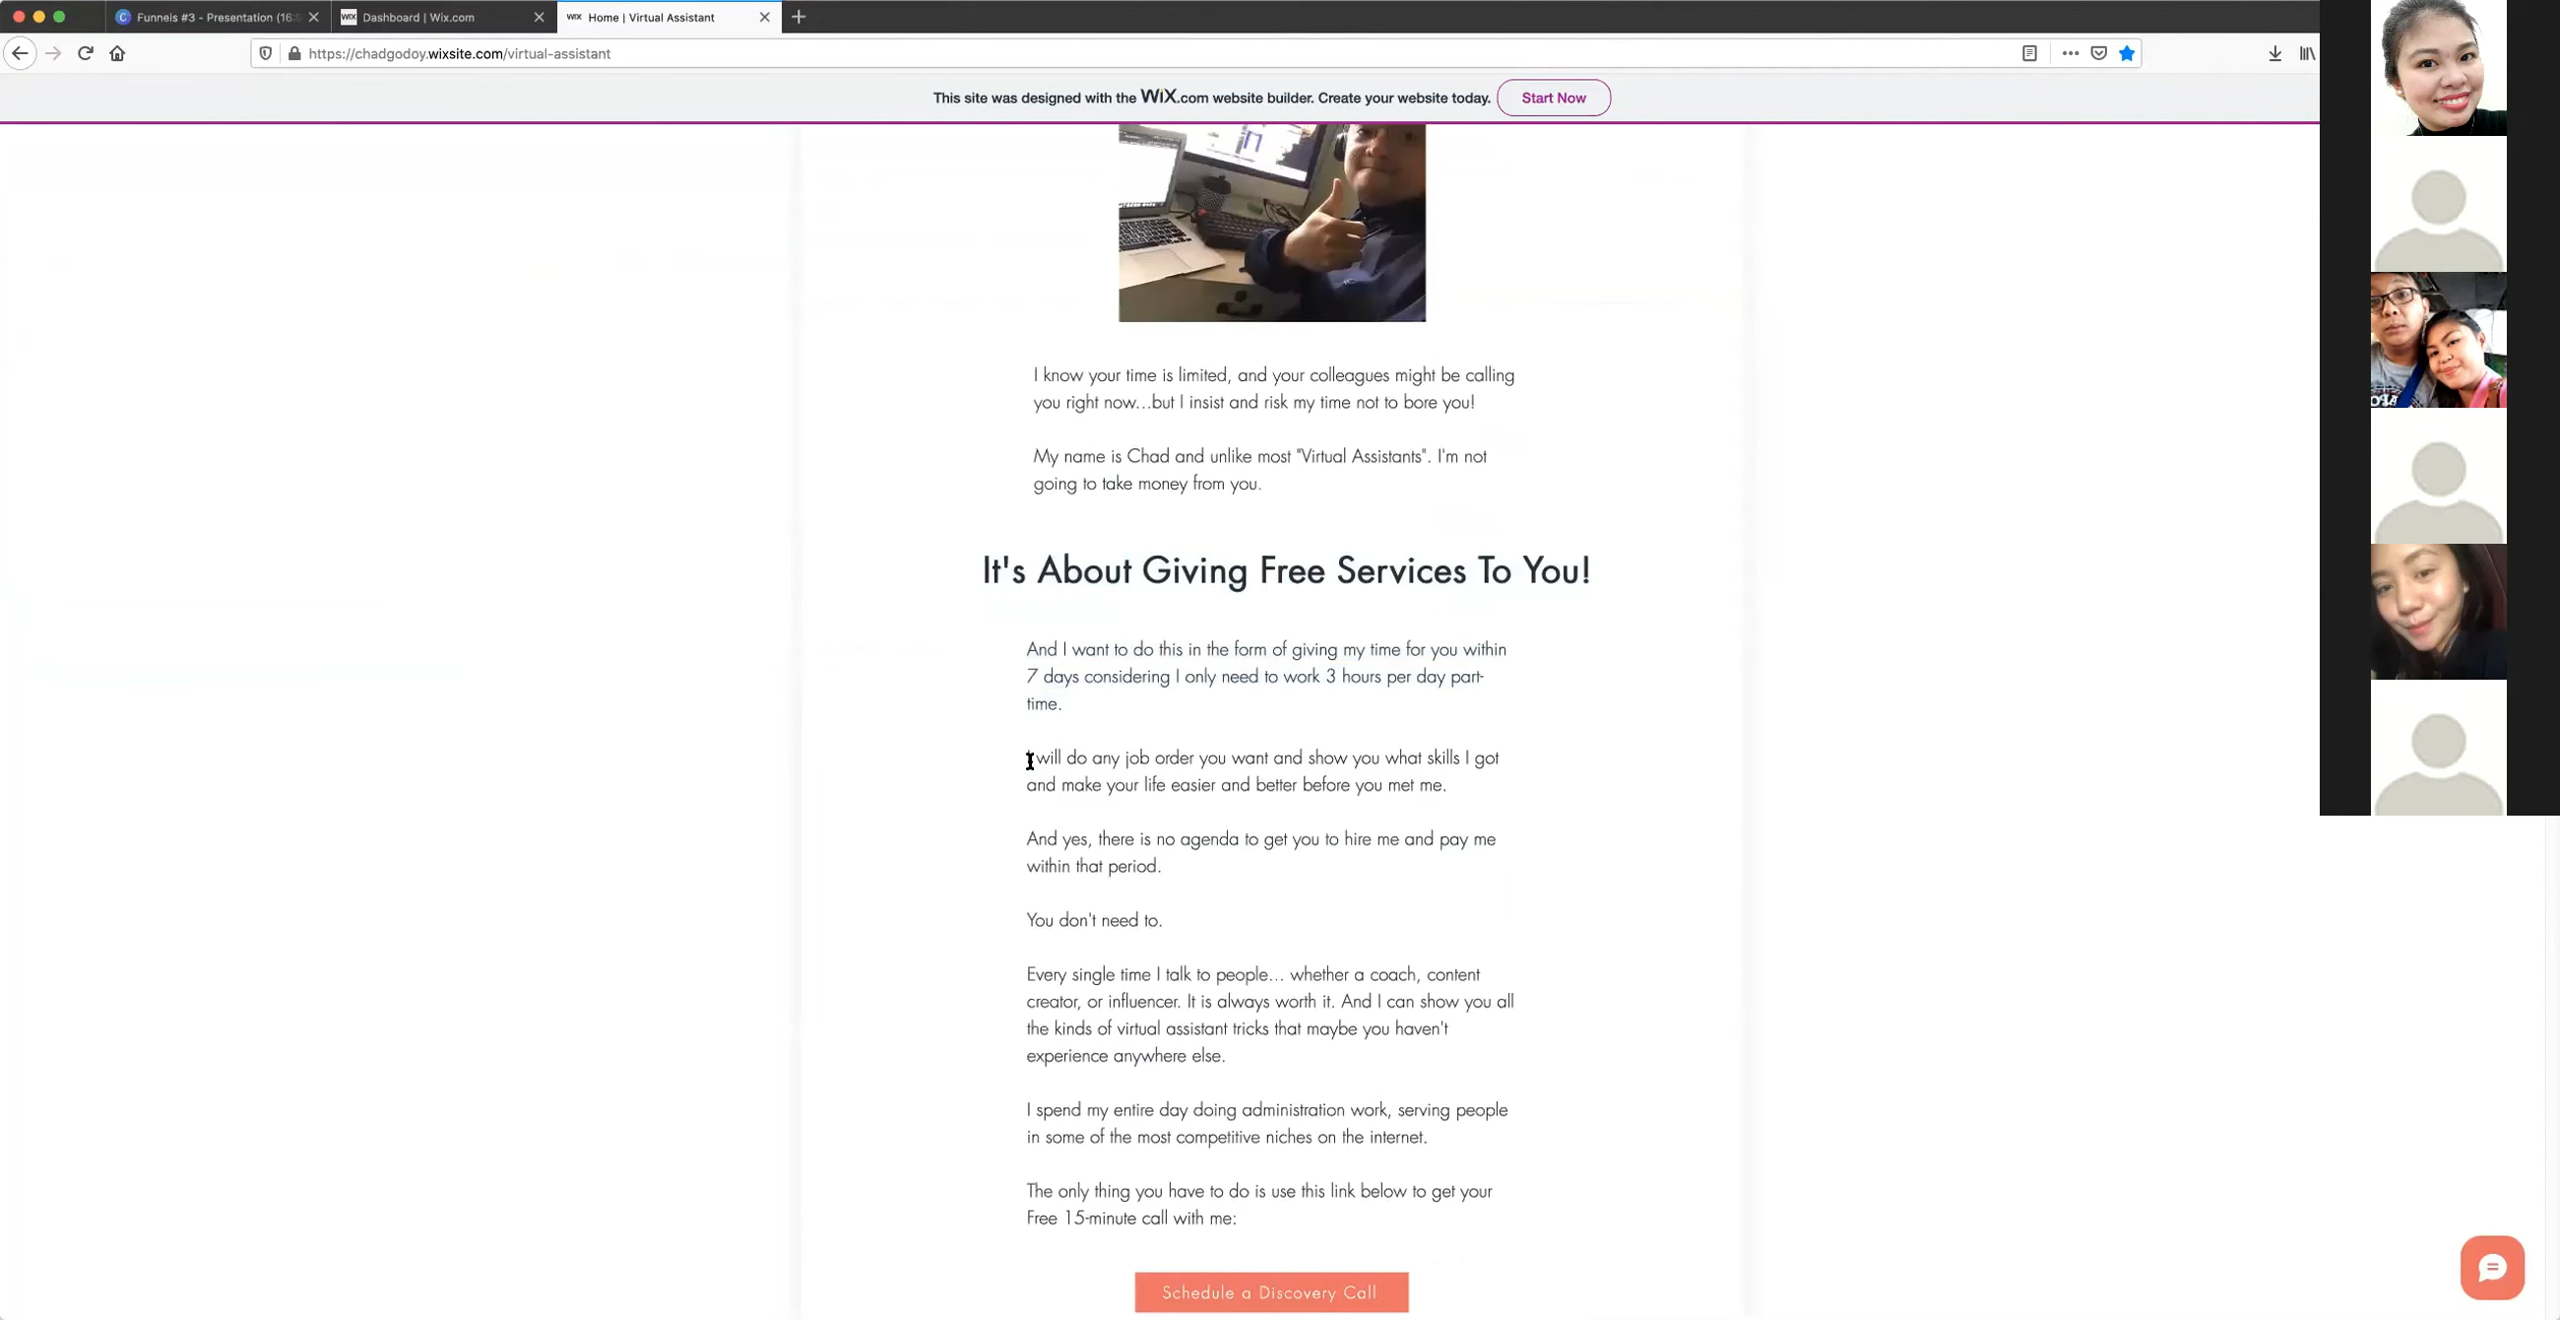 Funnels #3 - Presentation (16:
Dashboard | Wix.com
WIX Home | Virtual Assistant
https://chadgodoy.wixsite.com/virtual-assistant
This site was designed with the WiX.com website builder. Create your website today. Start Now
I know your time is limited, and your colleagues might be calling
you right now...but I insist and risk my time not to bore you!
My name is Chad and unlike most "Virtual Assistants". I'm not
going to take money from you.
It's About Giving Free Services To You!
And I want to do this in the form of giving my time for you within
7 days considering I only need to work 3 hours per day part-
time.
I will do any job order you want and show you what skills I got
and make your life easier and better before you met me.
And yes, there is no agenda to get you to hire me and pay me
within that period.
You don't need to.
Every single time I talk to people... whether a coach, content
creator, or influencer. It is always worth it. And I can show you all
the kinds of virtual assistant tricks that maybe you haven't
experience anywhere else.
I spend my entire day doing administration work, serving people
in some of the most competitive niches on the internet.
The only thing you have to do is use this link below to get your
Free 15-minute call with me:
Schedule a Discovery Call